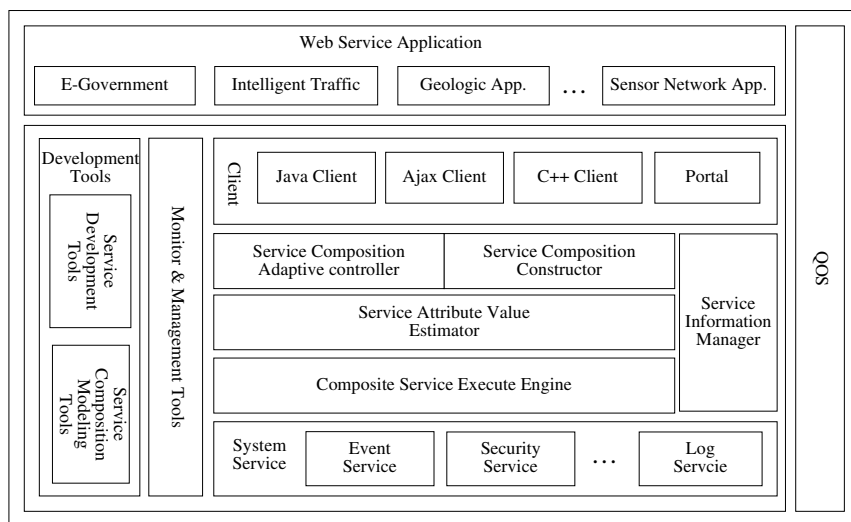 Web Service Application
E-Government
Intelligent Traffic
Geologic App.
...
Sensor Network App.
Development
Tools
Service
Development
Tools
Service
Composition
Modeling
Tools
Monitor & Management Tools
Client
Java Client
Ajax Client
C++ Client
Portal
Service Composition
Adaptive controller
Service Composition
Constructor
Service Attribute Value
Estimator
Composite Service Execute Engine
Service
Information
Manager
System
Service
Event
Service
Security
Service
...
Log
Servcie
QOS